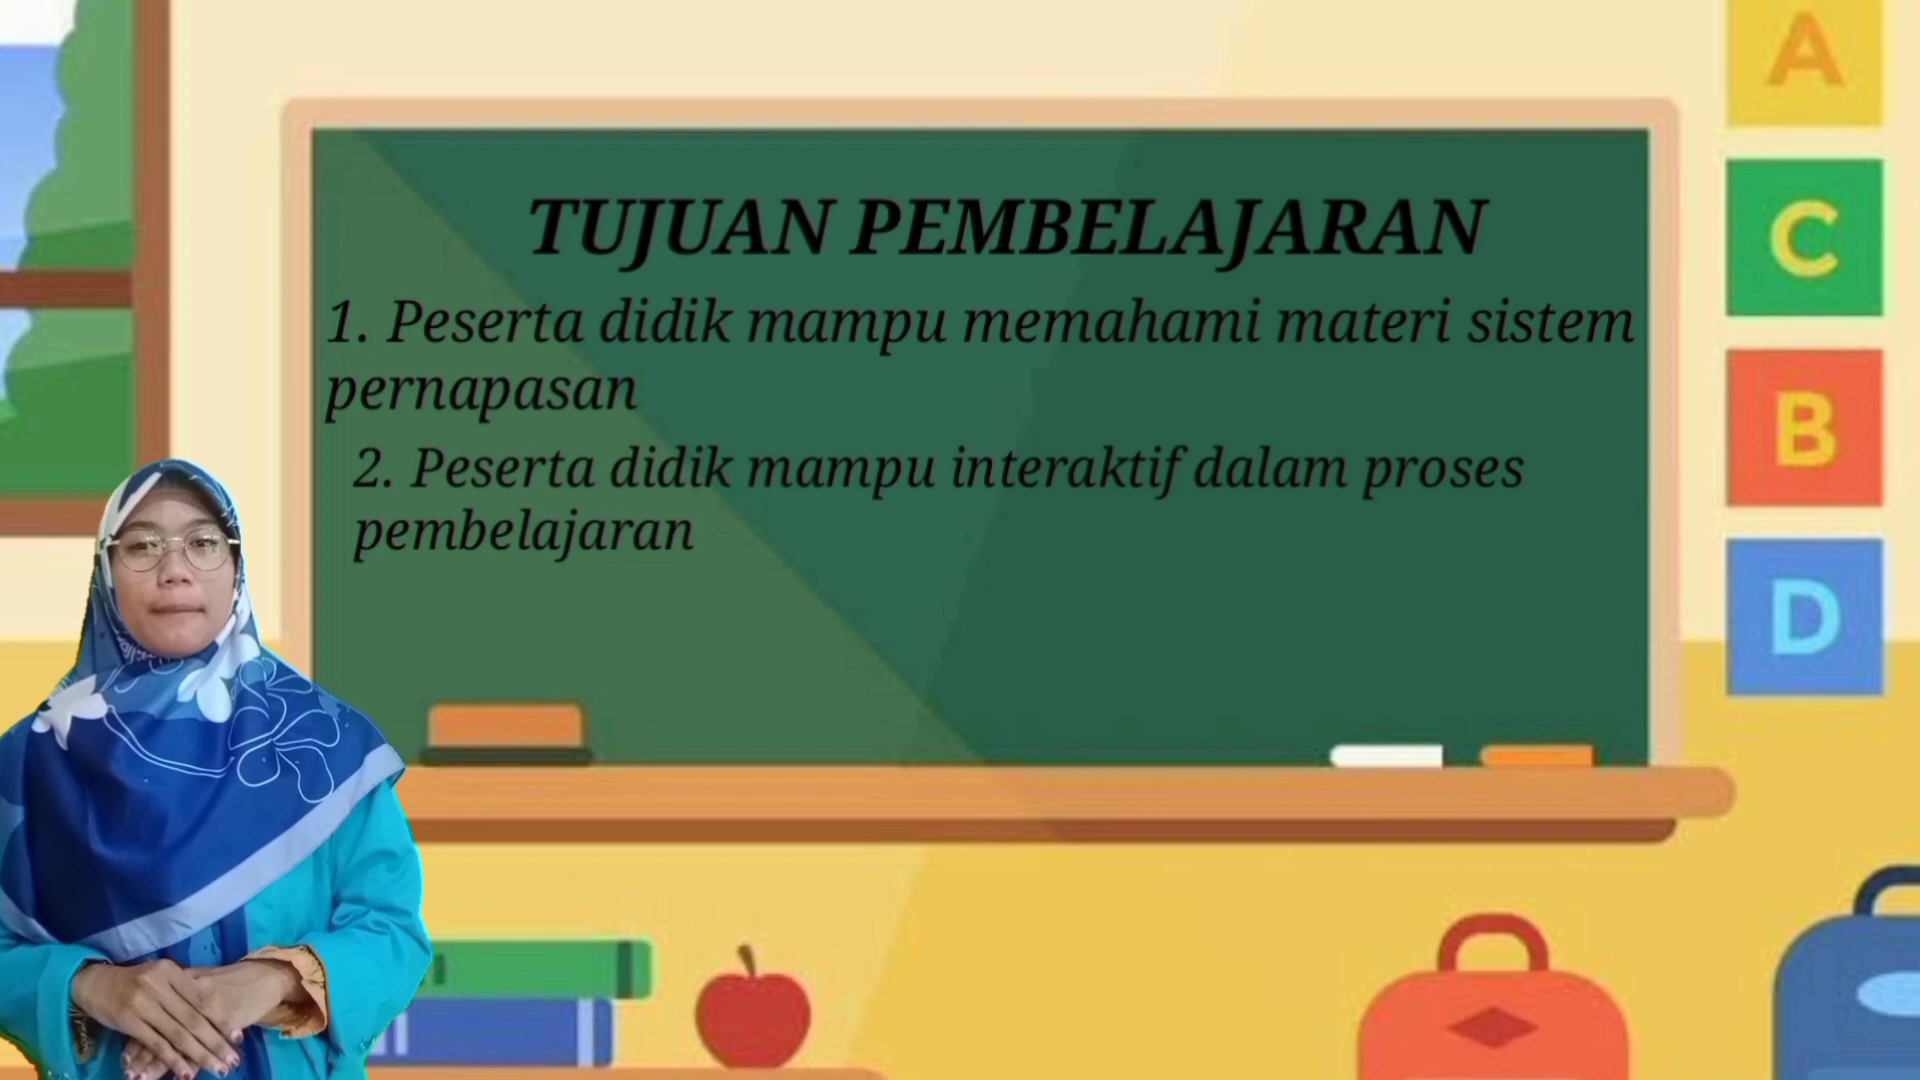 TUJUAN PEMBELAJARAN
1. Peserta didik mampu memahami materi sistem
pernapasan
2. Peserta didik mampu interaktif dalam proses
pembelajaran
A
C
B
D